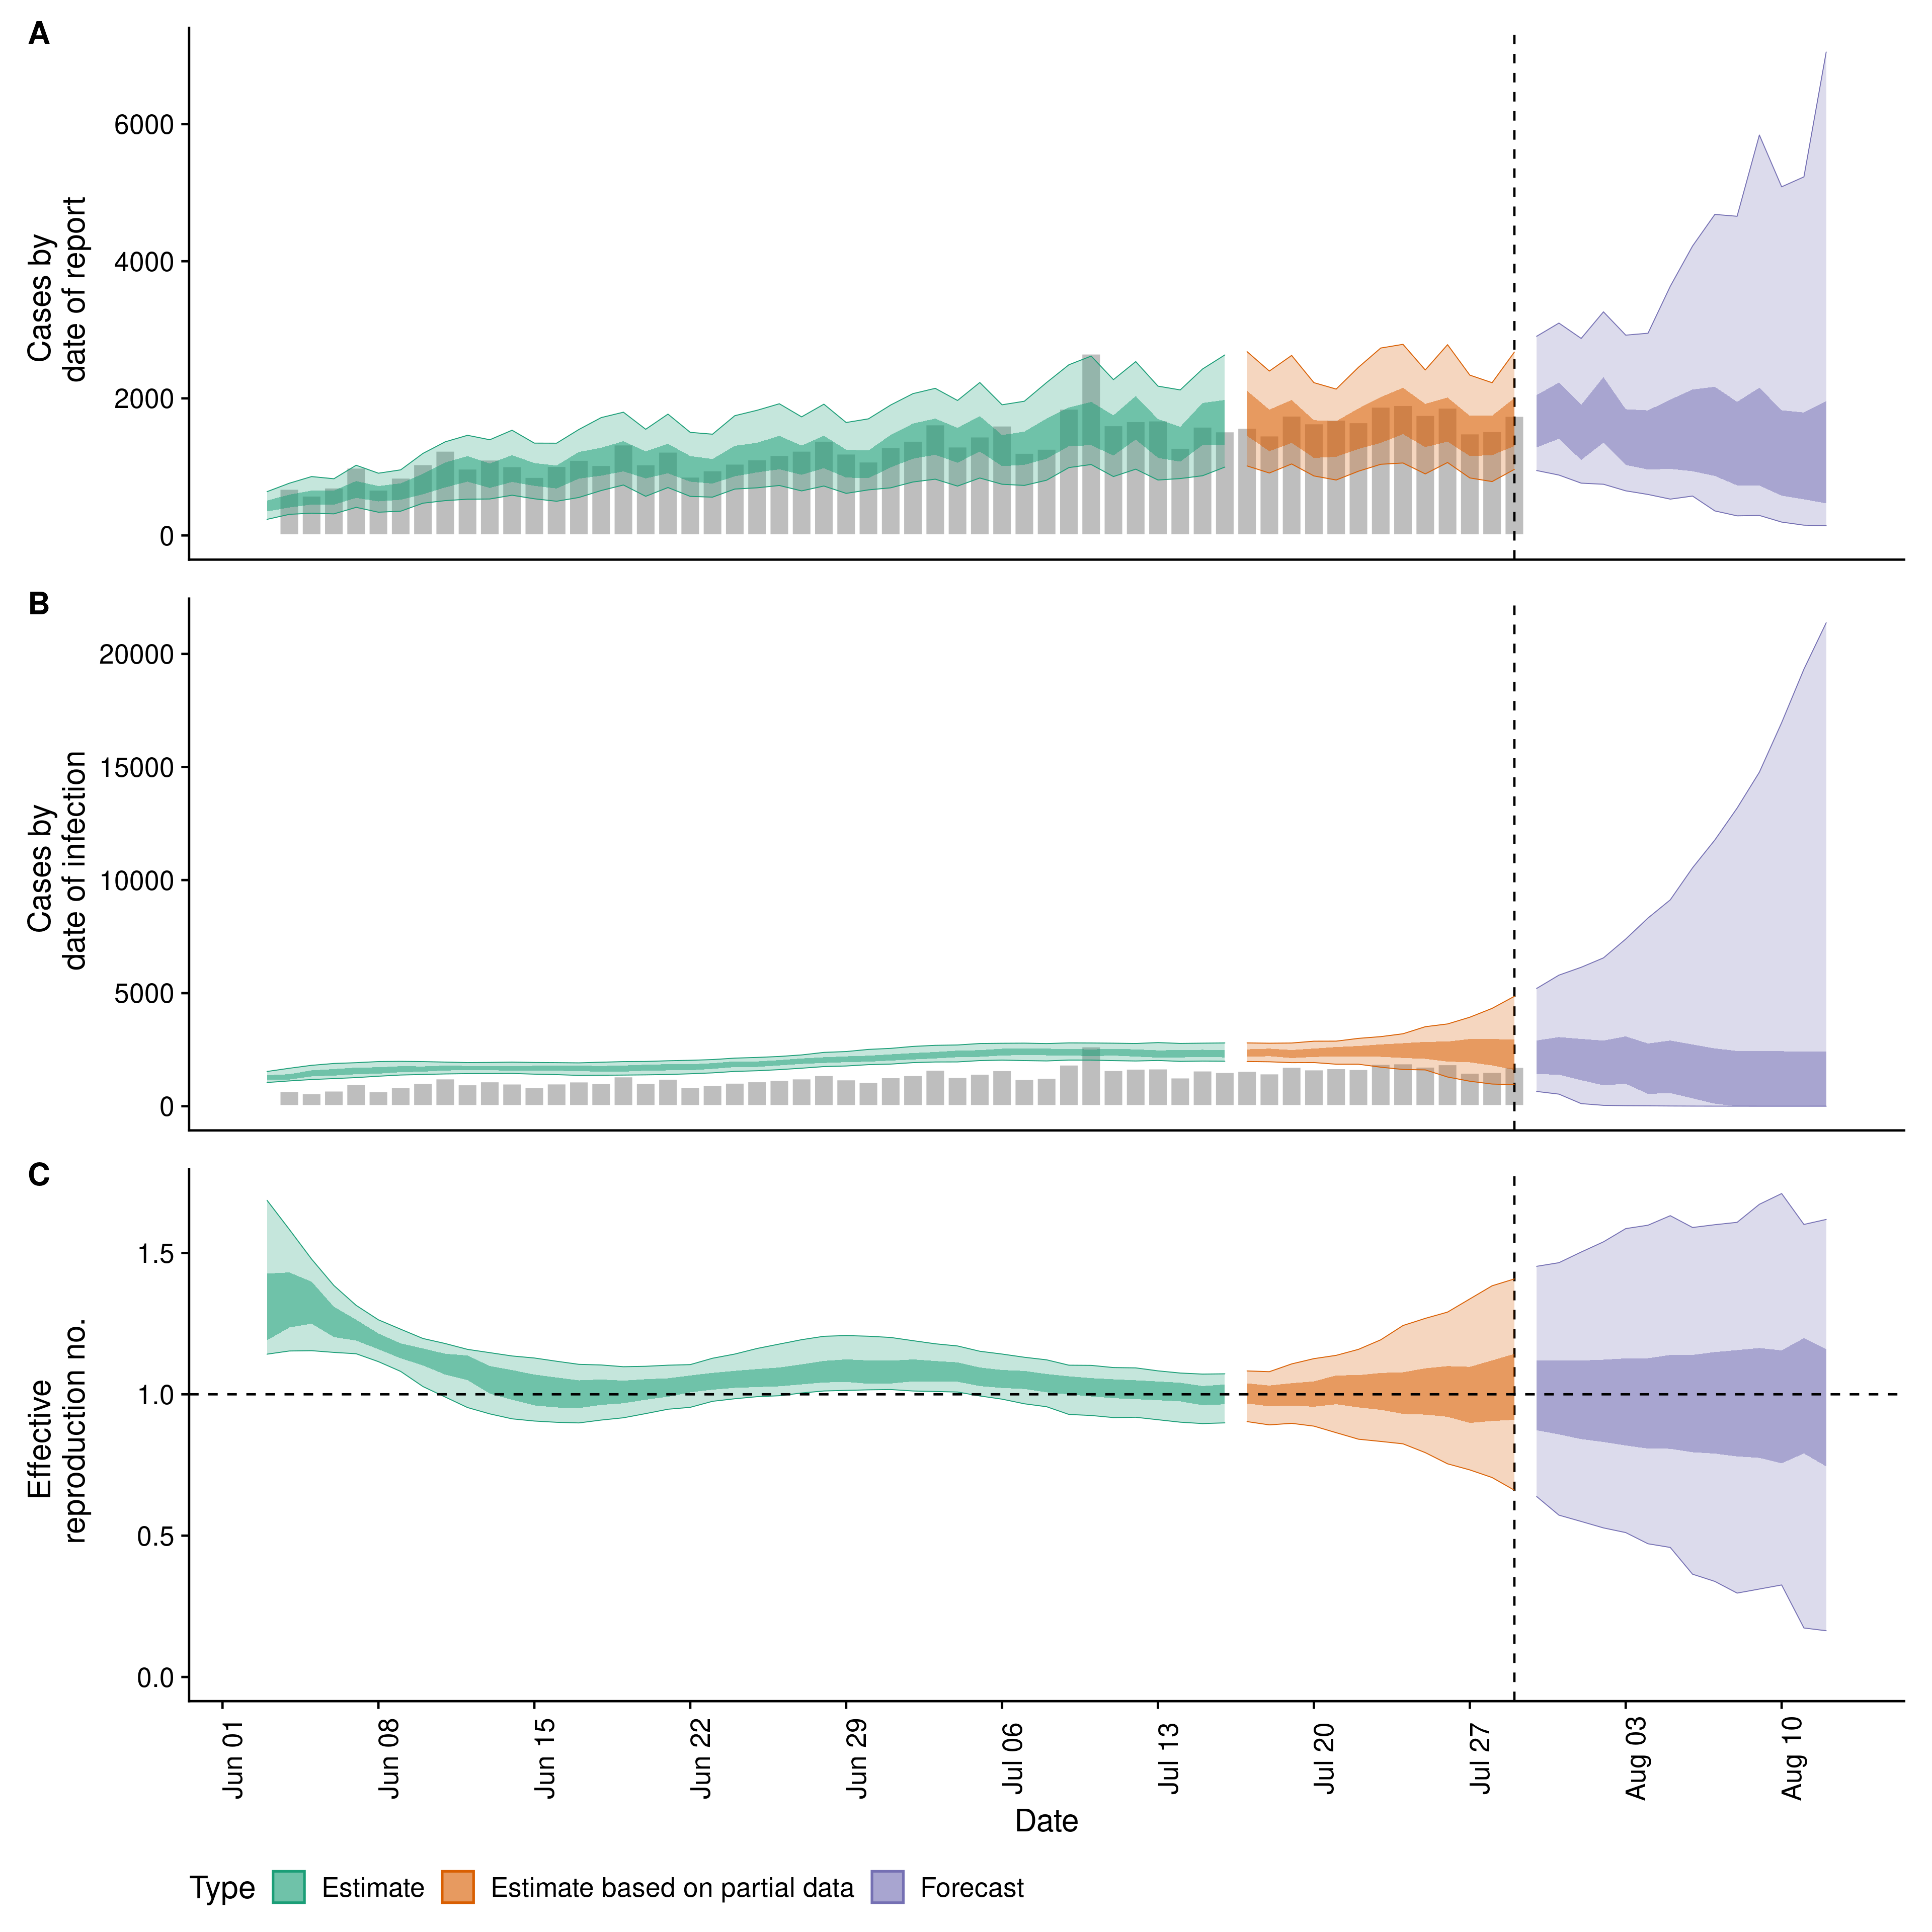 A
Cases by
date of report
6000
4000
2000
0
B
Cases by
date of infection
20000
15000
10000
5000
0
C
Effective
reproduction no.
1.5
1.0
0.5
0.0
Jun 01
Jun 08
Jun 15
Jun 22
Jun 29
Jul 06
Jul 13
Jul 20
Jul 27
Aug 03
Aug 10
Date
Type Estimate Estimate based on partial data Forecast